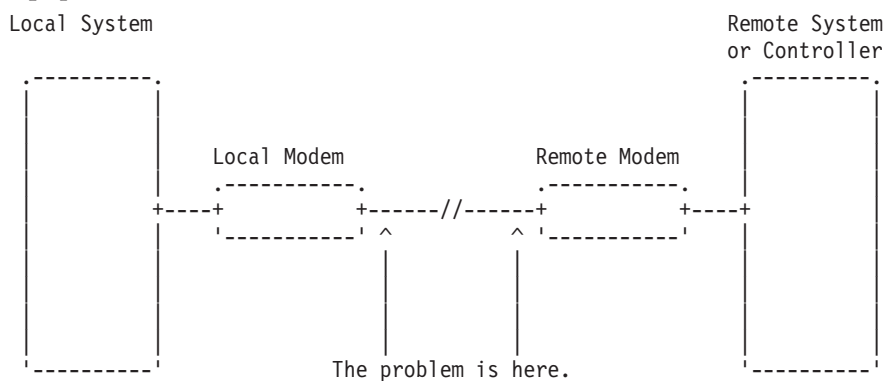 Local System
Remote System
or Controller
Local Modem
Remote Modem
//
The problem is here.